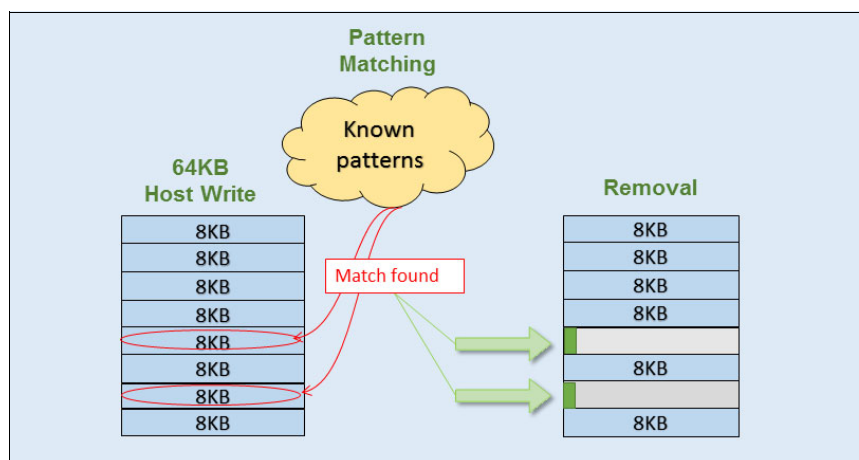 Pattern
Matching
Known
patterns
64KB
Host Write
Removal
8KB
8KB
8KB
8KB
8KB
8KB
8KB
8KB
Match found
8KB
8KB
8KB
8KB
8KB
8KB